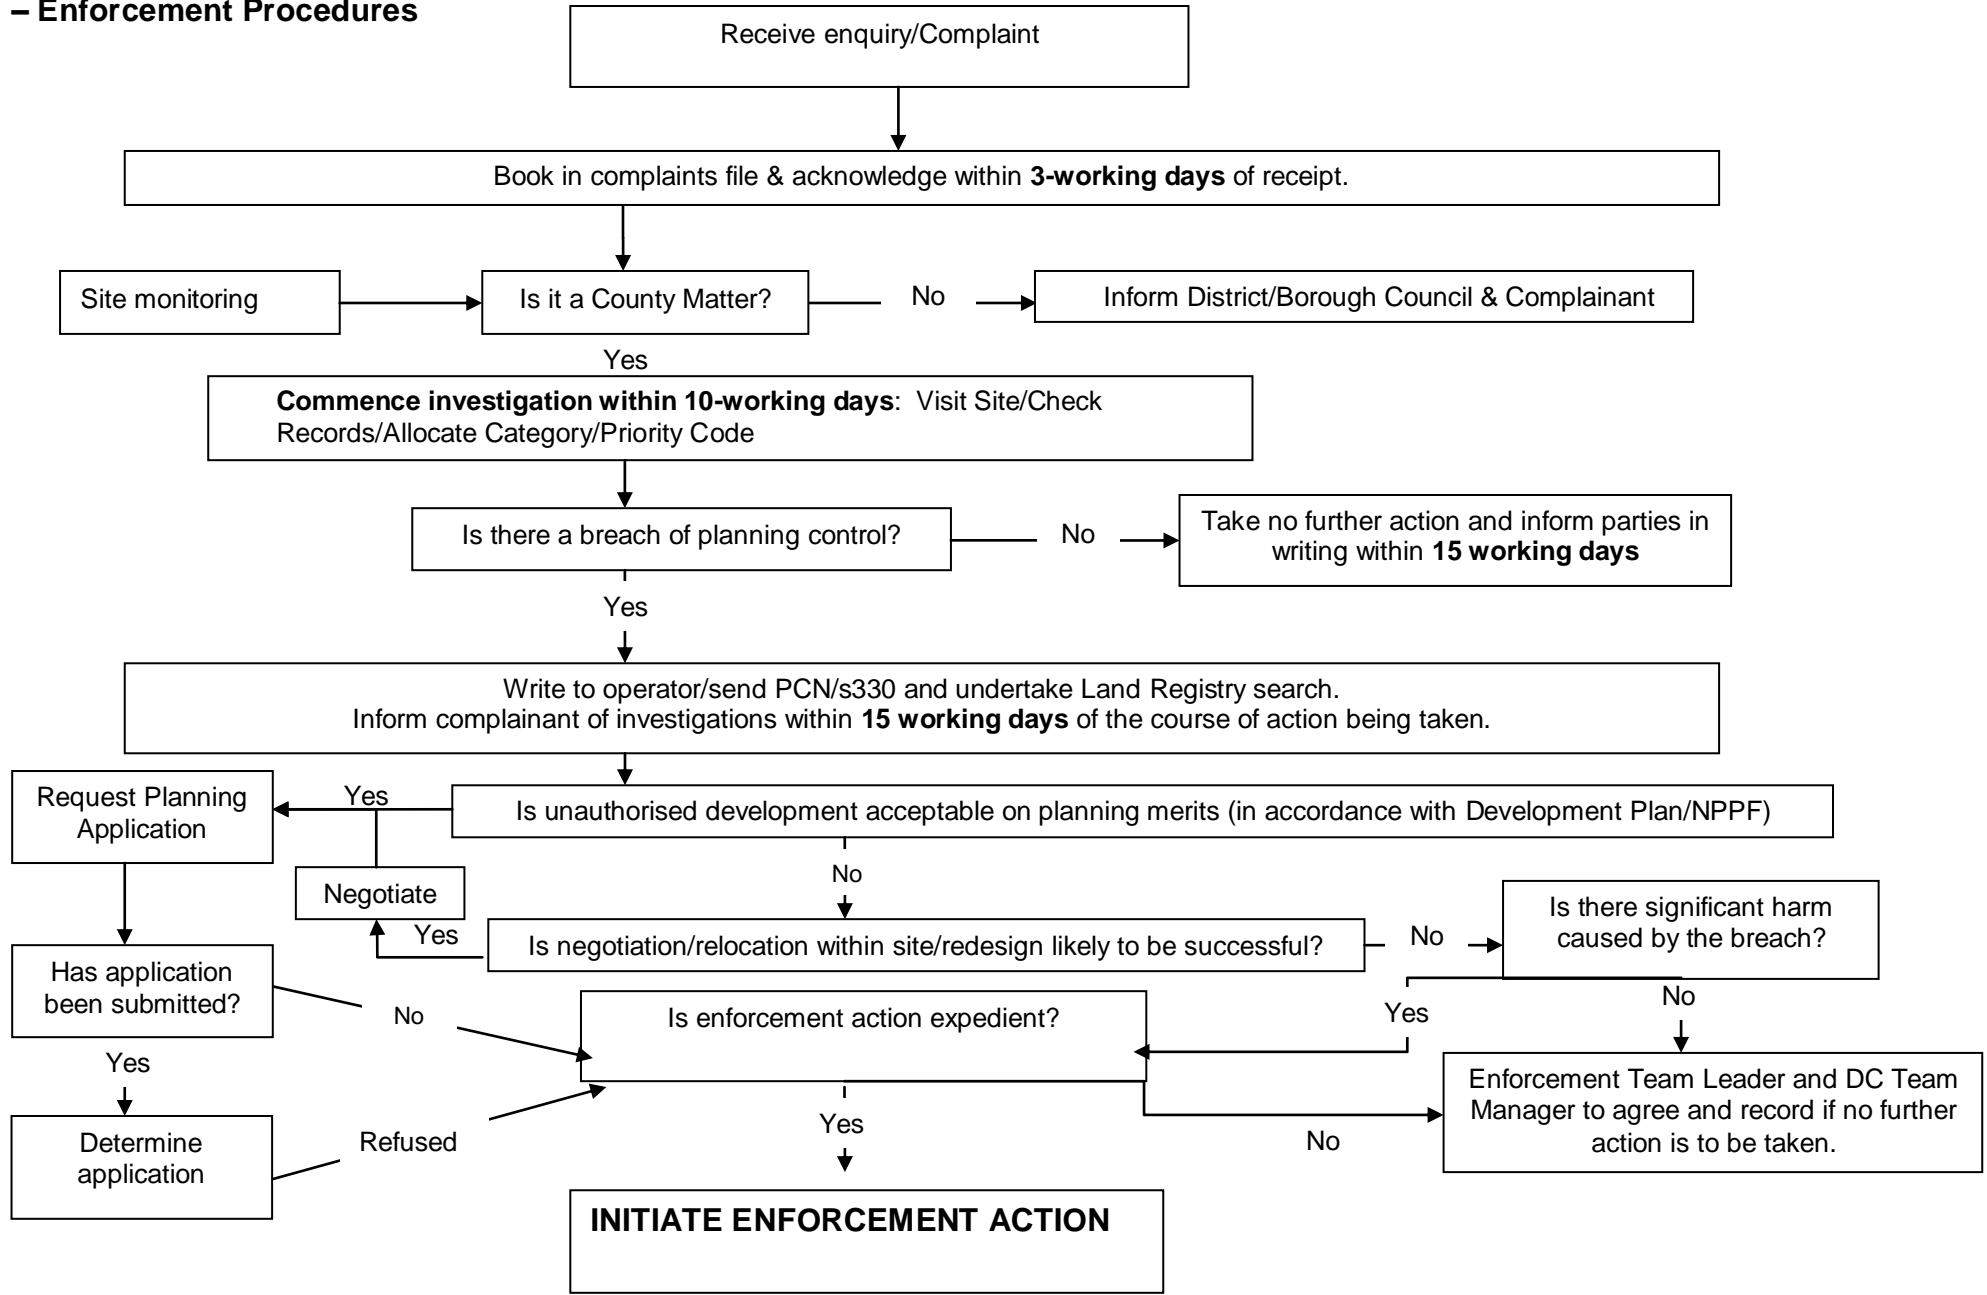 – Enforcement Procedures
Receive enquiry/Complaint
Book in complaints file & acknowledge within 3-working days of receipt.
Site monitoring
Is it a County Matter?
No
Inform District/Borough Council & Complainant
Yes
Commence investigation within 10-working days: Visit Site/Check
Records/Allocate Category/Priority Code
Is there a breach of planning control?
No
Take no further action and inform parties in
writing within 15 working days
Yes
Write to operator/send PCN/s330 and undertake Land Registry search.
Inform complainant of investigations within 15 working days of the course of action being taken.
Request Planning
Application
Yes
Is unauthorised development acceptable on planning merits (in accordance with Development Plan/NPPF)
No
Negotiate
Yes
Is negotiation/relocation within site/redesign likely to be successful?
No
Is there significant harm
caused by the breach?
Has application
been submitted?
No
Is enforcement action expedient?
Yes
No
Yes
Enforcement Team Leader and DC Team
Manager to agree and record if no further
action is to be taken.
Determine
application
Refused
Yes
No
INITIATE ENFORCEMENT ACTION